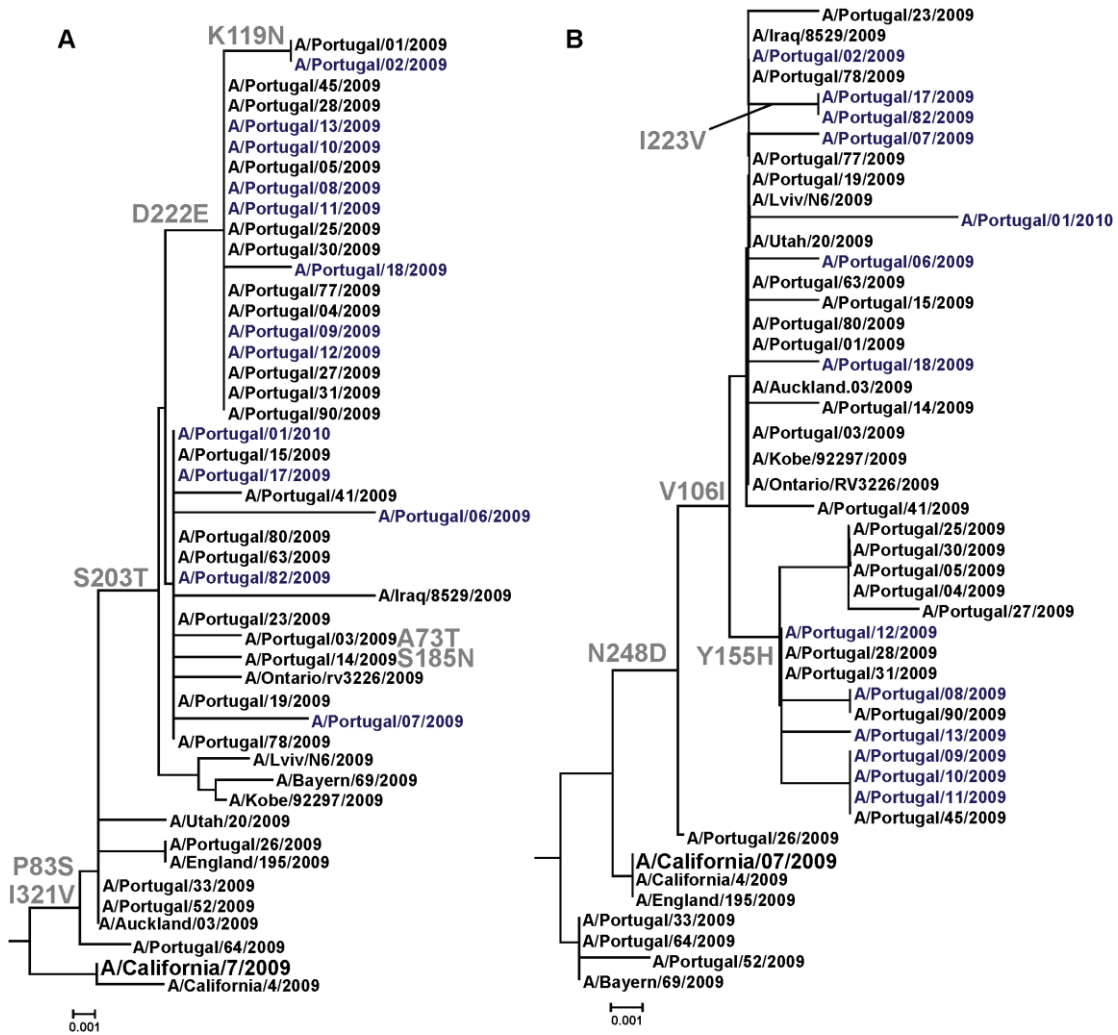 A
K119N
A/Portugal/01/2009
A/Portugal/02/2009
A/Portugal/45/2009
A/Portugal/28/2009
A/Portugal/13/2009
A/Portugal/10/2009
A/Portugal/05/2009
A/Portugal/08/2009
D222E
A/Portugal/11/2009
A/Portugal/25/2009
A/Portugal/30/2009
A/Portugal/18/2009
A/Portugal/77/2009
A/Portugal/04/2009
A/Portugal/09/2009
A/Portugal/12/2009
A/Portugal/27/2009
A/Portugal/31/2009
A/Portugal/90/2009
A/Portugal/01/2010
A/Portugal/15/2009
A/Portugal/17/2009
A/Portugal/41/2009
A/Portugal/06/2009
A/Portugal/80/2009
A/Portugal/63/2009
S203T
A/Portugal/82/2009
A/Iraq/8529/2009
A/Portugal/23/2009
A/Portugal/03/2009 A73T
A/Portugal/14/2009 S185N
A/Ontario/rv3226/2009
A/Portugal/19/2009
A/Portugal/07/2009
A/Portugal/78/2009
A/Lviv/N6/2009
A/Bayern/69/2009
A/Kobe/92297/2009
A/Utah/20/2009
A/Portugal/26/2009
A/England/195/2009
P83S
I321V
A/Portugal/33/2009
A/Portugal/52/2009
A/Auckland/03/2009
A/Portugal/64/2009
A/California/7/2009
A/California/4/2009
0.001
B
A/Portugal/23/2009
A/Iraq/8529/2009
A/Portugal/02/2009
A/Portugal/78/2009
A/Portugal/17/2009
A/Portugal/82/2009
I223V
A/Portugal/07/2009
A/Portugal/77/2009
A/Portugal/19/2009
A/Lviv/N6/2009
A/Portugal/01/2010
A/Utah/20/2009
A/Portugal/06/2009
A/Portugal/63/2009
A/Portugal/15/2009
A/Portugal/80/2009
A/Portugal/01/2009
A/Portugal/18/2009
A/Auckland.03/2009
A/Portugal/14/2009
A/Portugal/03/2009
A/Kobe/92297/2009
A/Ontario/RV3226/2009
V106I
A/Portugal/41/2009
A/Portugal/25/2009
A/Portugal/30/2009
A/Portugal/05/2009
A/Portugal/04/2009
A/Portugal/27/2009
A/Portugal/12/2009
N248D
Y155H
A/Portugal/28/2009
A/Portugal/31/2009
A/Portugal/08/2009
A/Portugal/90/2009
A/Portugal/13/2009
A/Portugal/09/2009
A/Portugal/10/2009
A/Portugal/11/2009
A/Portugal/45/2009
A/Portugal/26/2009
A/California/07/2009
A/California/4/2009
A/England/195/2009
A/Portugal/33/2009
A/Portugal/64/2009
A/Portugal/52/2009
A/Bayern/69/2009
0.001